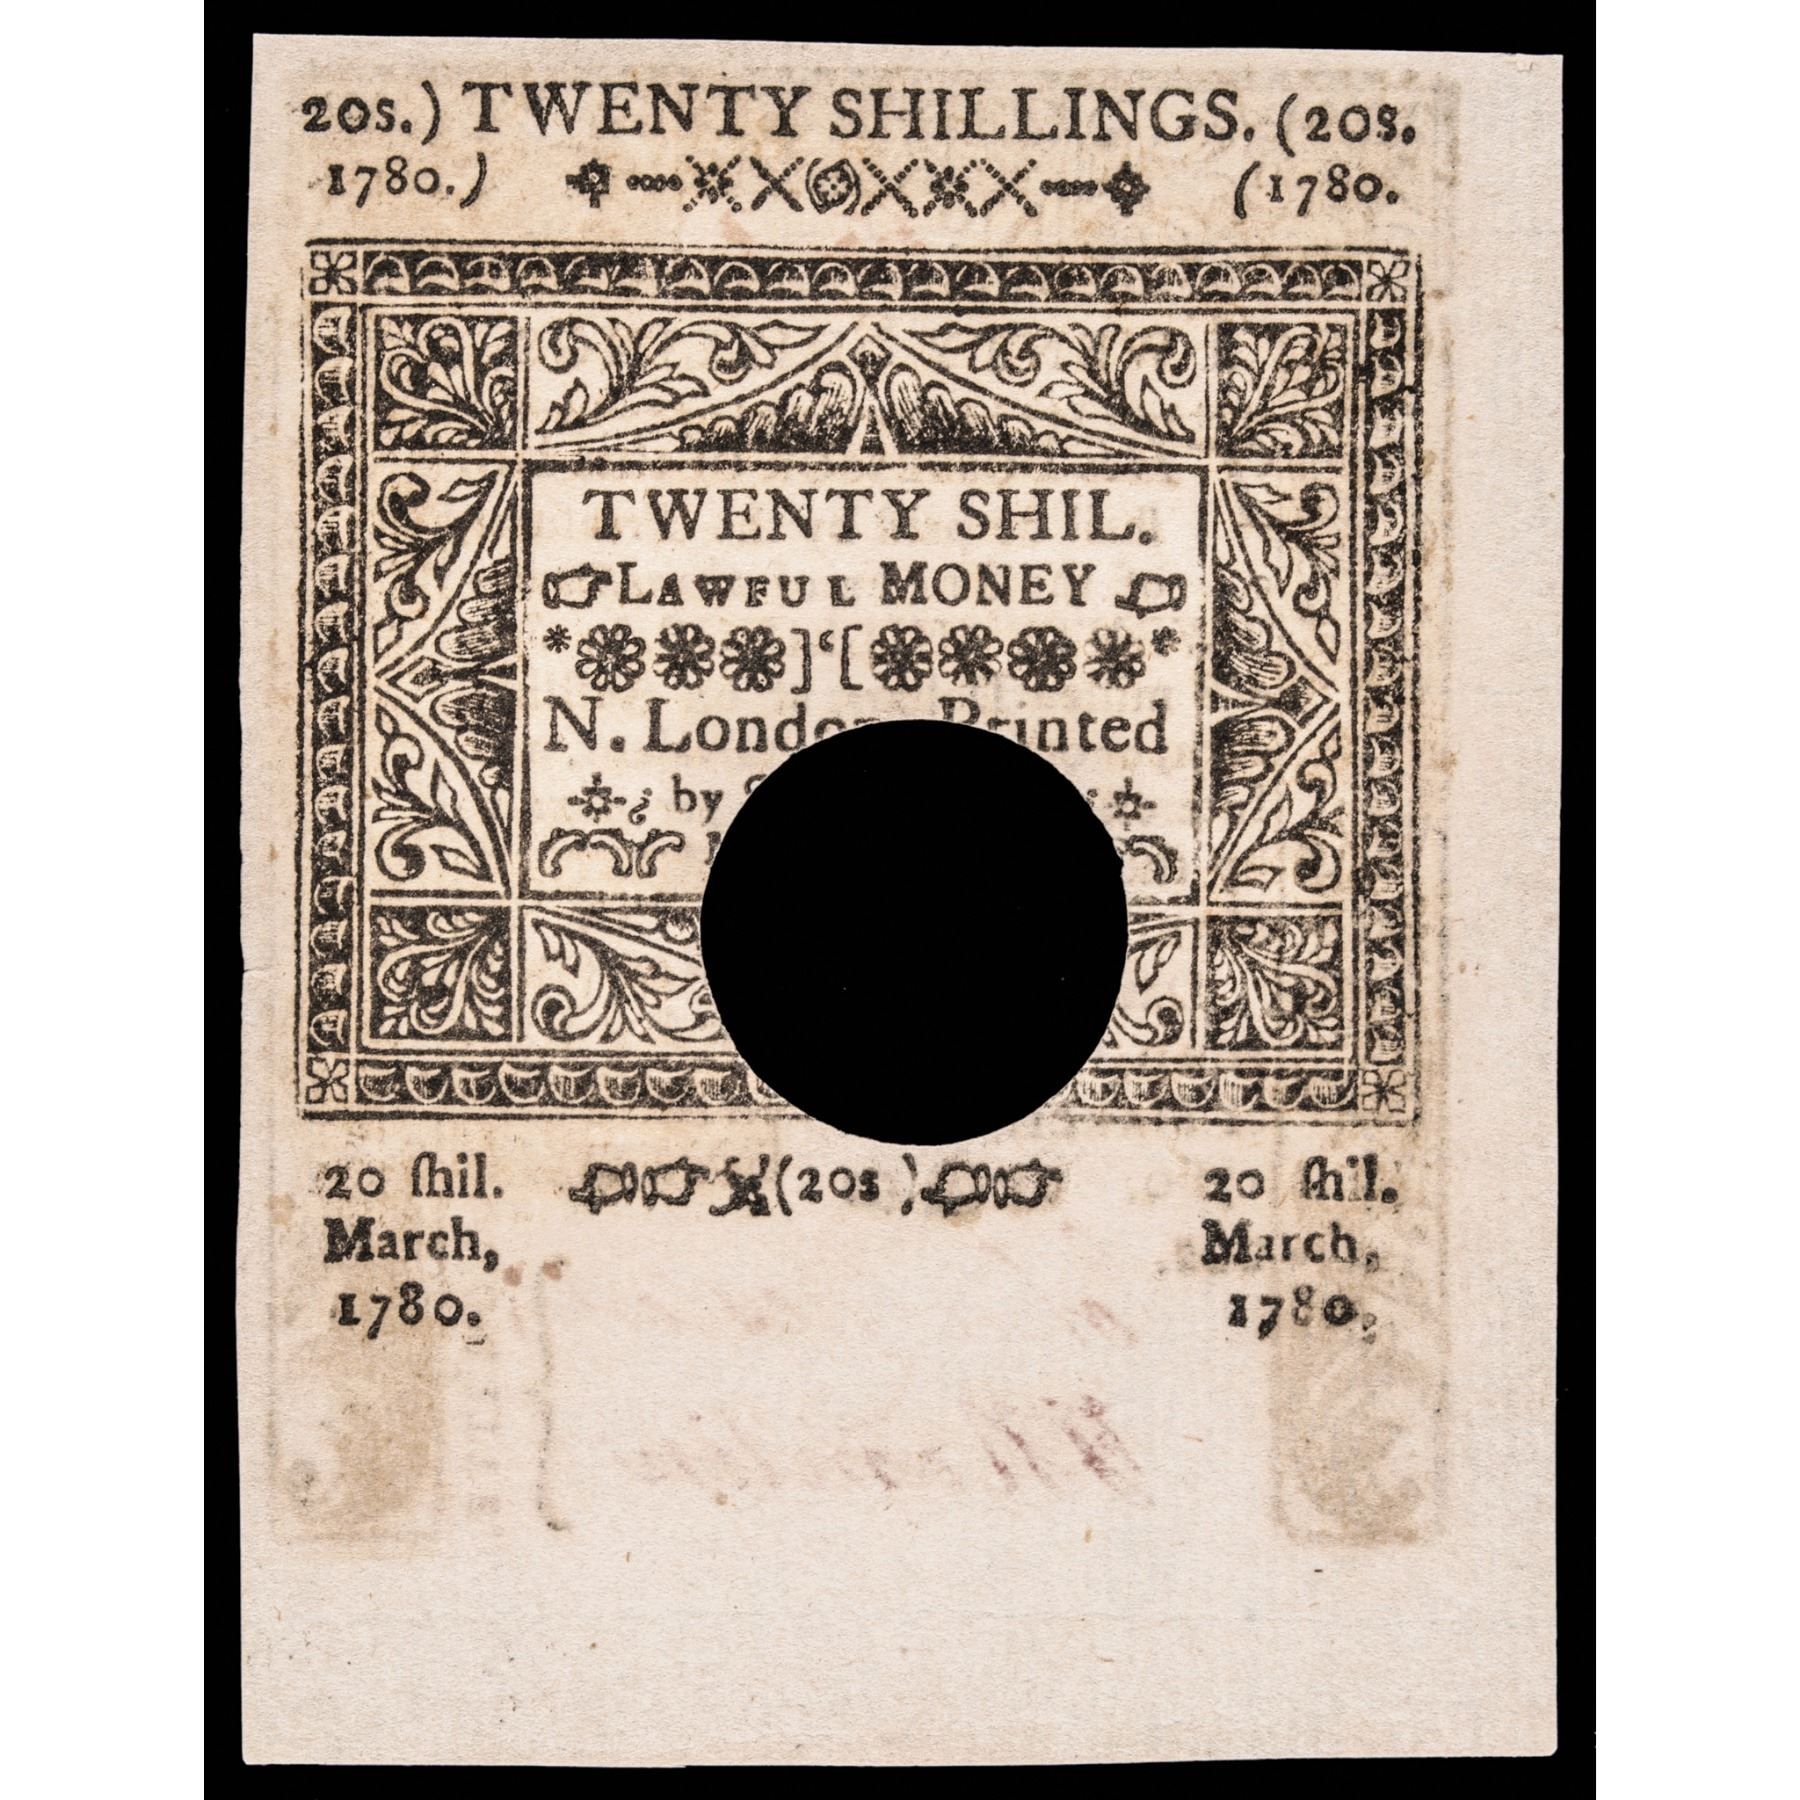 20s.) TWENTY SHILLINGS. (20s.
1780.) (1780.
TWENTY SHIL.
LAWFUL MONEY
] ‘ [
N. Printed
by
20 ſhil. (20s ) 20 ſhil.
March, March,
1780. 1780.